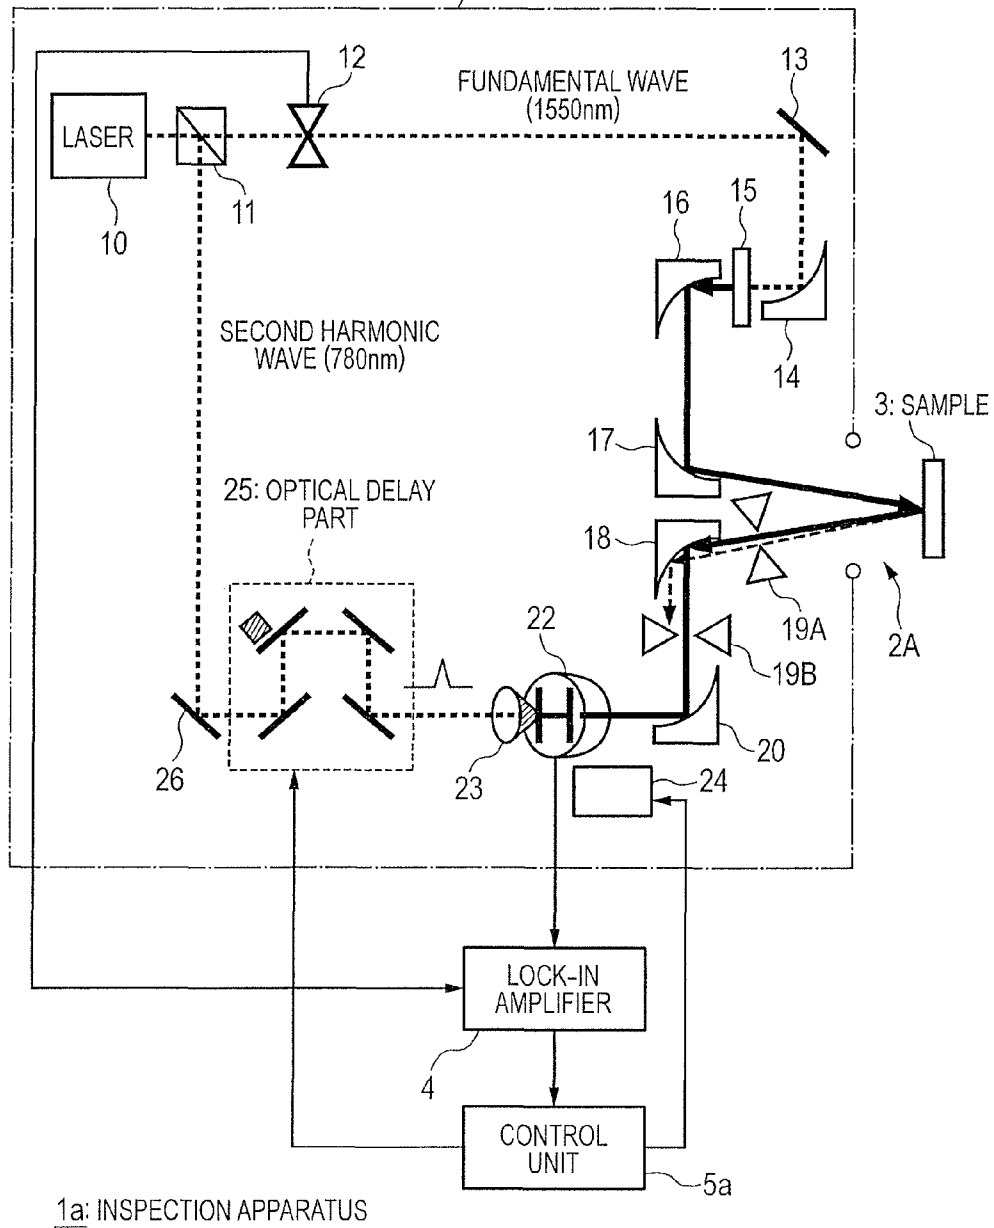 12
FUNDAMENTAL WAVE
(1550nm)
13
LASER
10
11
16
15
14
SECOND HARMONIC
WAVE (780nm)
3: SAMPLE
17
25: OPTICAL DELAY
PART
18
19A
2A
22
19B
26
23
20
24
LOCK-IN
AMPLIFIER
4
CONTROL
UNIT
5a
1a: INSPECTION APPARATUS